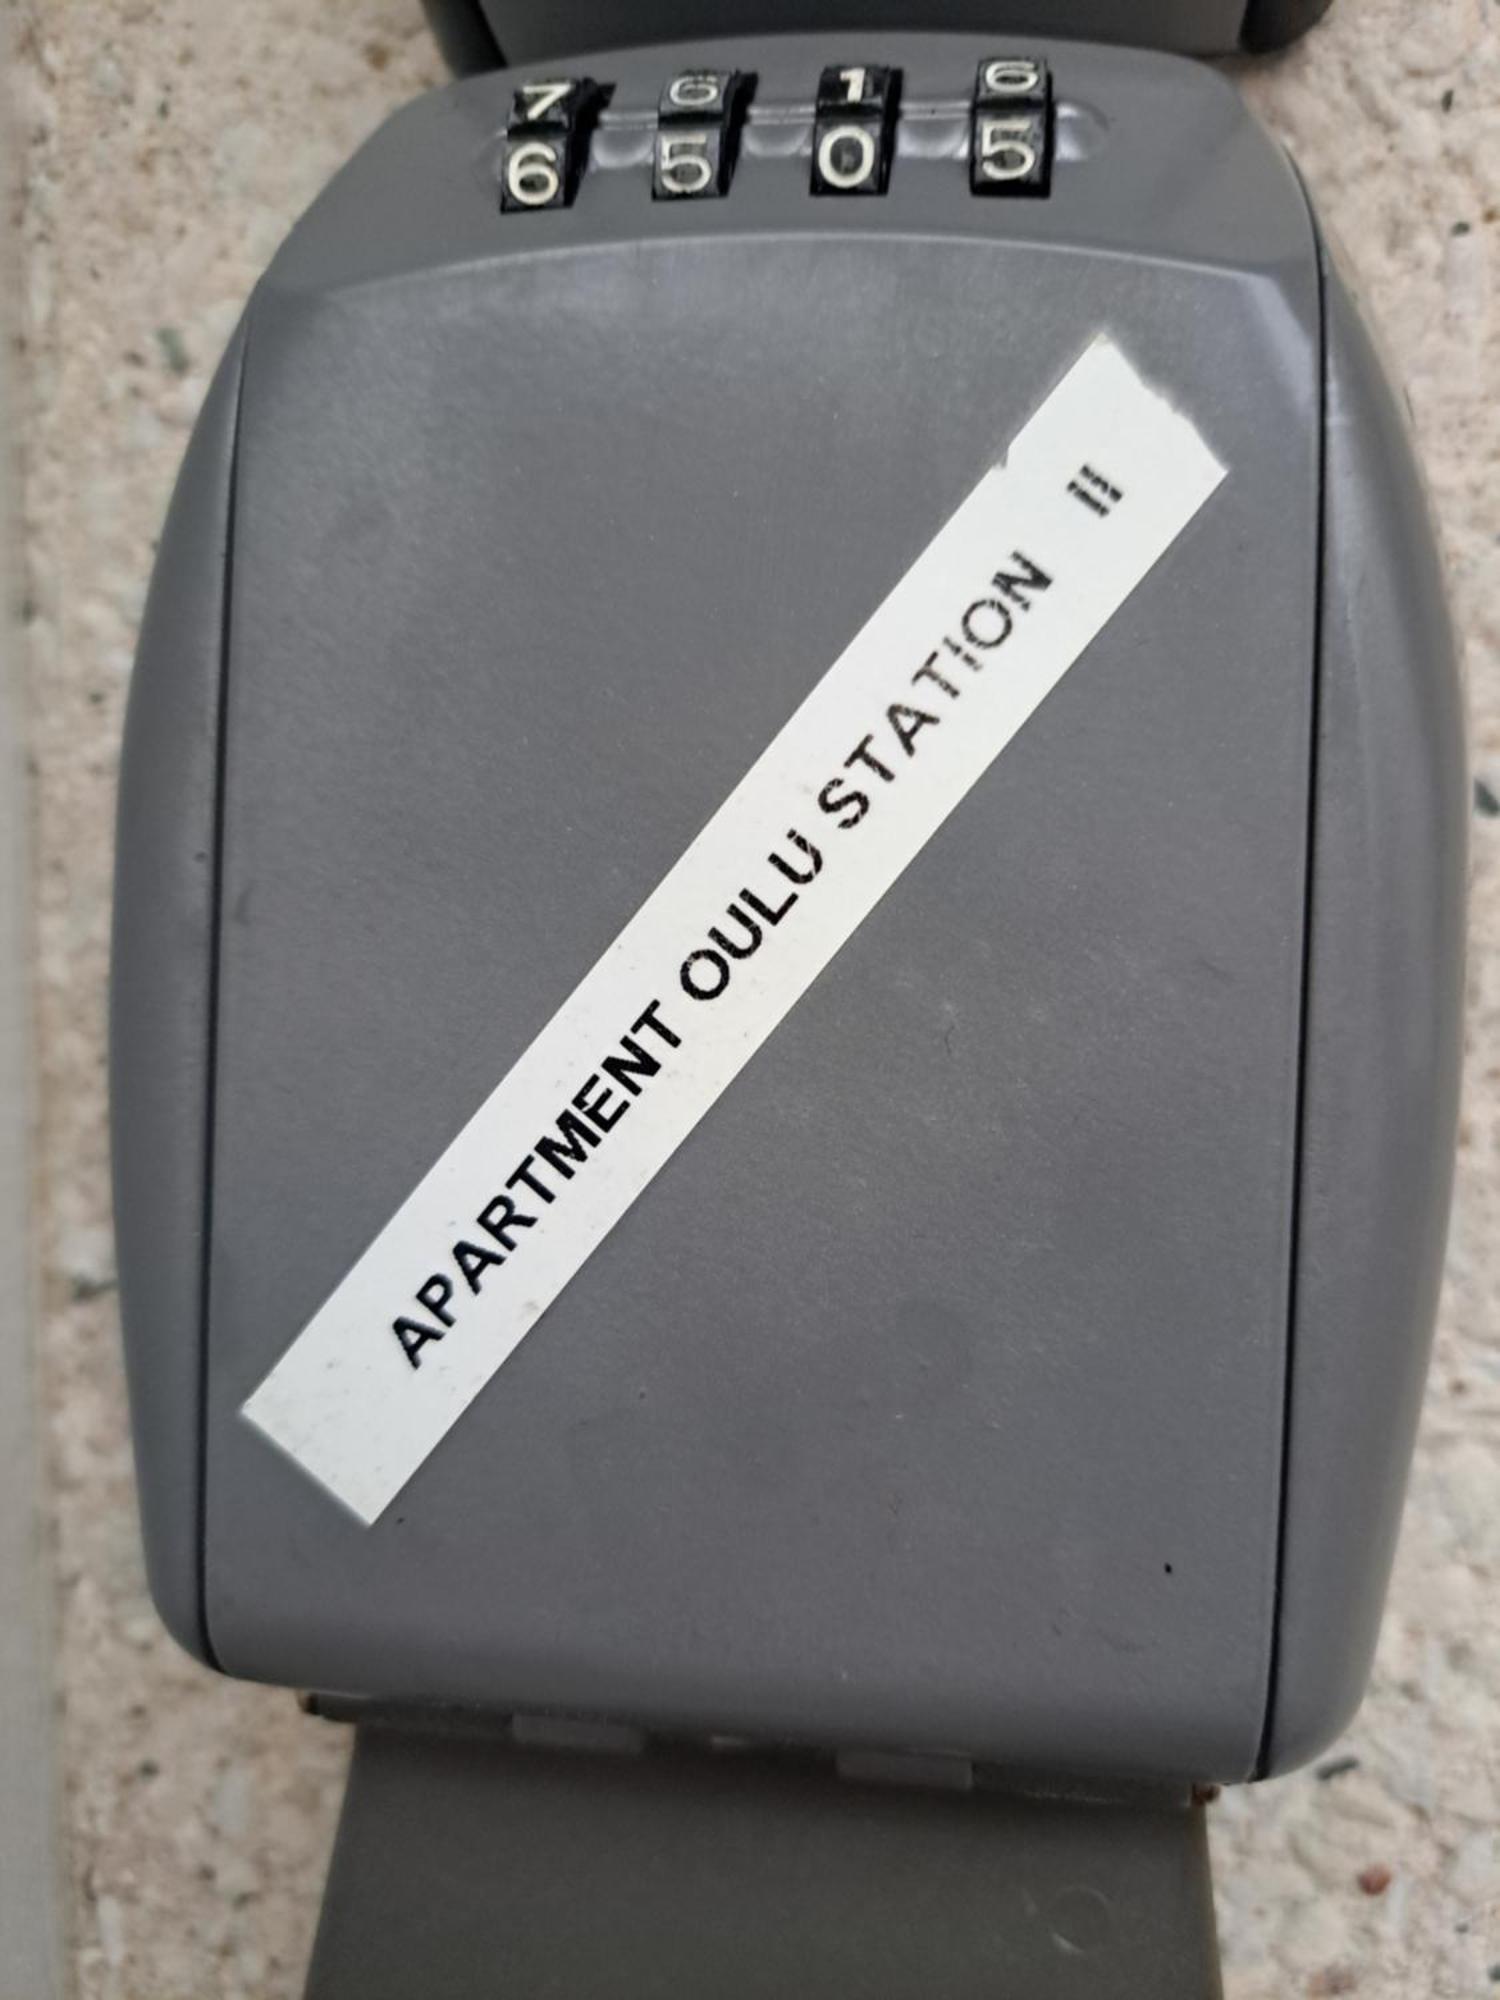 7 6 1 6
6 5 0 5
APARTMENT OULU STATION II